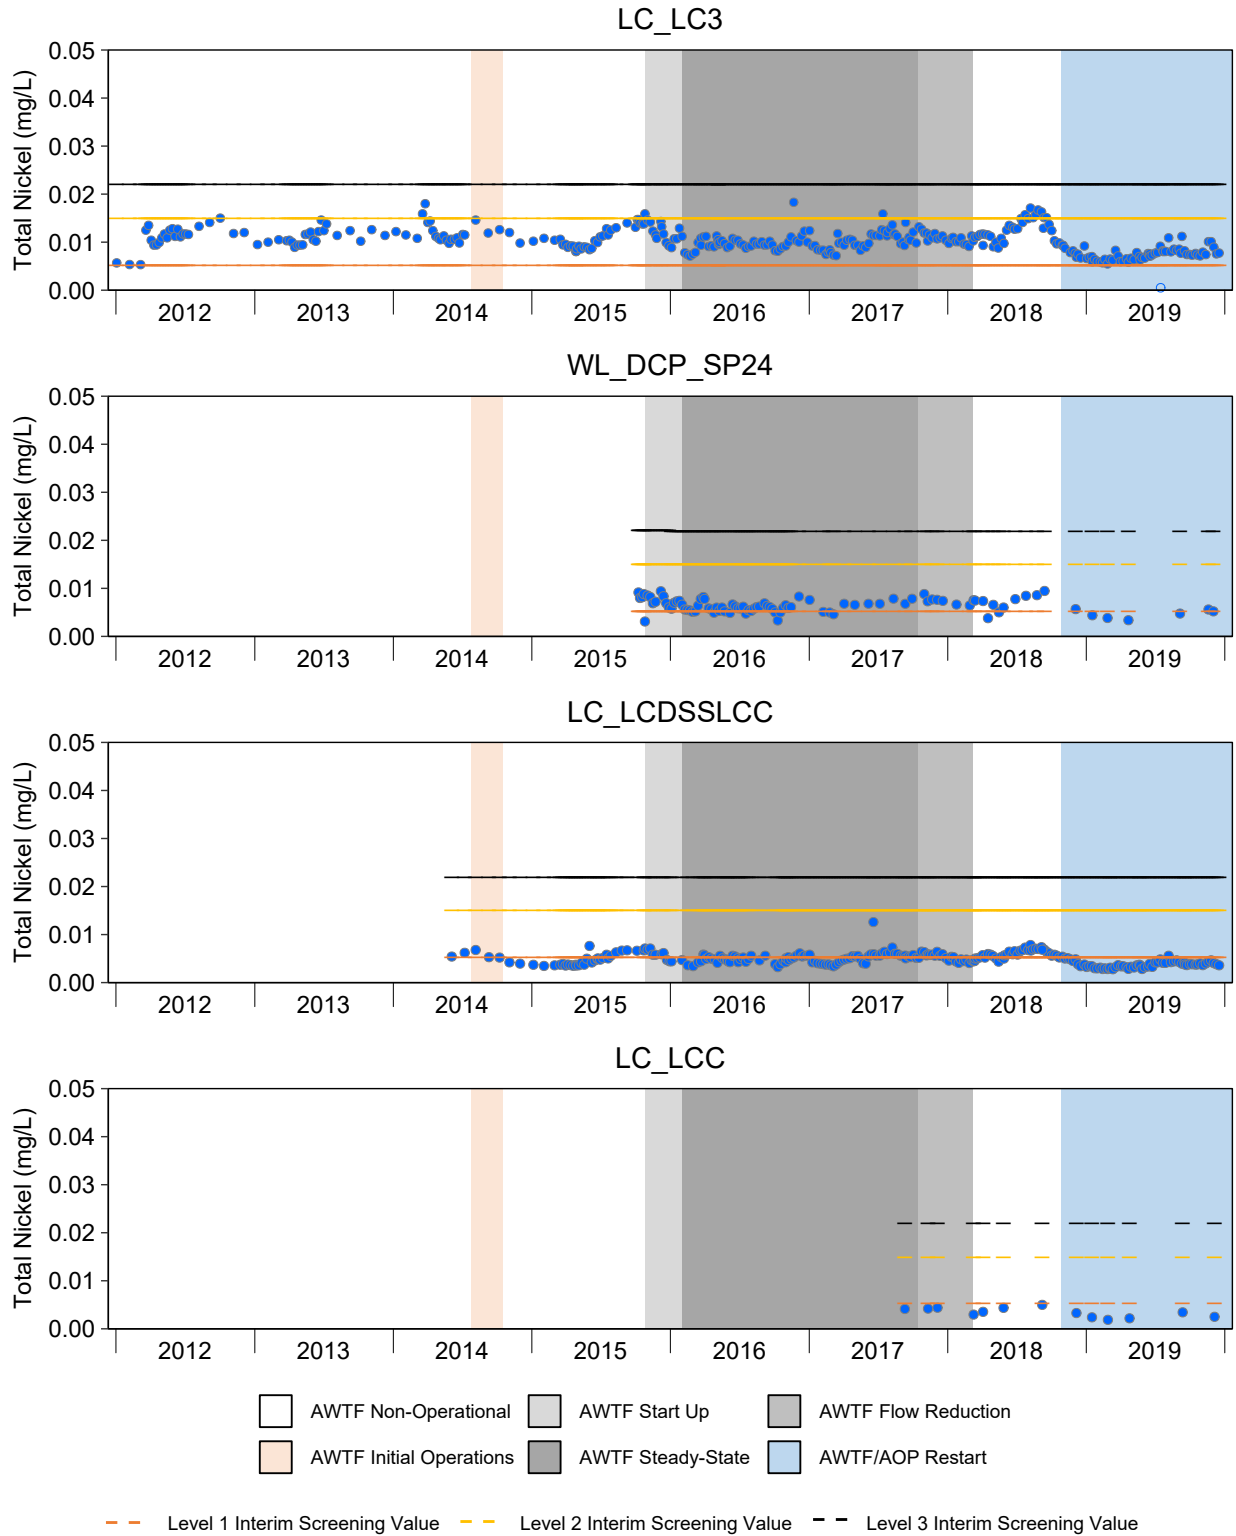 LC_LC3
Total Nickel (mg/L)
0.05
0.04
0.03
0.02
0.01
0.00
2012 2013 2014 2015 2016 2017 2018 2019
WL_DCP_SP24
Total Nickel (mg/L)
0.05
0.04
0.03
0.02
0.01
0.00
2012 2013 2014 2015 2016 2017 2018 2019
LC_LCDSSLCC
Total Nickel (mg/L)
0.05
0.04
0.03
0.02
0.01
0.00
2012 2013 2014 2015 2016 2017 2018 2019
LC_LCC
Total Nickel (mg/L)
0.05
0.04
0.03
0.02
0.01
0.00
2012 2013 2014 2015 2016 2017 2018 2019
AWTF Non-Operational AWTF Start Up AWTF Flow Reduction
AWTF Initial Operations AWTF Steady-State AWTF/AOP Restart
Level 1 Interim Screening Value Level 2 Interim Screening Value Level 3 Interim Screening Value